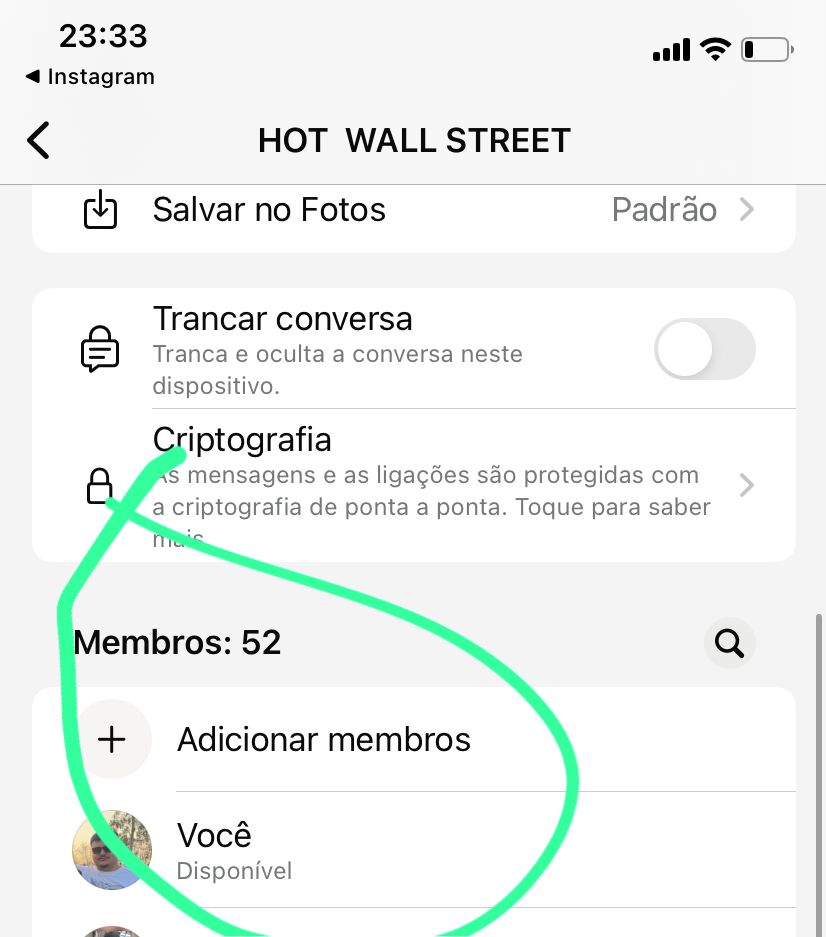 23:33
Instagram
HOT WALL STREET
Salvar no Fotos
Padrão
Trancar conversa
Tranca e oculta a conversa neste
dispositivo.
Criptografia
As mensagens e as ligações são protegidas com
a criptografia de ponta a ponta. Toque para saber
mais.
Membros: 52
Adicionar membros
Você
Disponível